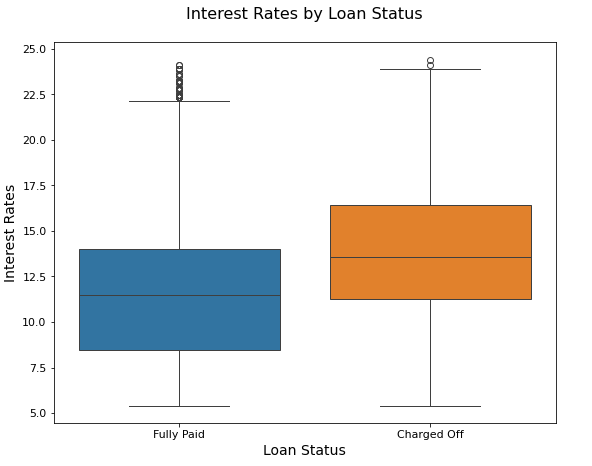 Interest Rates by Loan Status
Interest Rates
25.0
22.5
20.0
17.5
15.0
12.5
10.0
7.5
5.0
Fully Paid
Charged Off
Loan Status